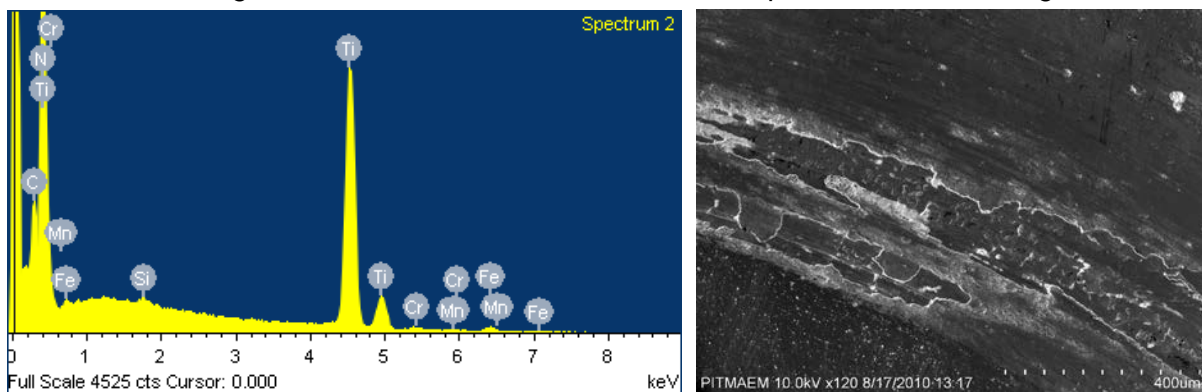 Spectrum 2
Cr
N
Ti
C
Mn
Fe
Si
Ti
Ti
Cr
Cr
Mn
Fe
Mn
Fe
0 1 2 3 4 5 6 7 8
Full Scale 4525 cts Cursor: 0.000 keV
PITMAEM 10.0kV x120 8/17/2010 13:17 400um